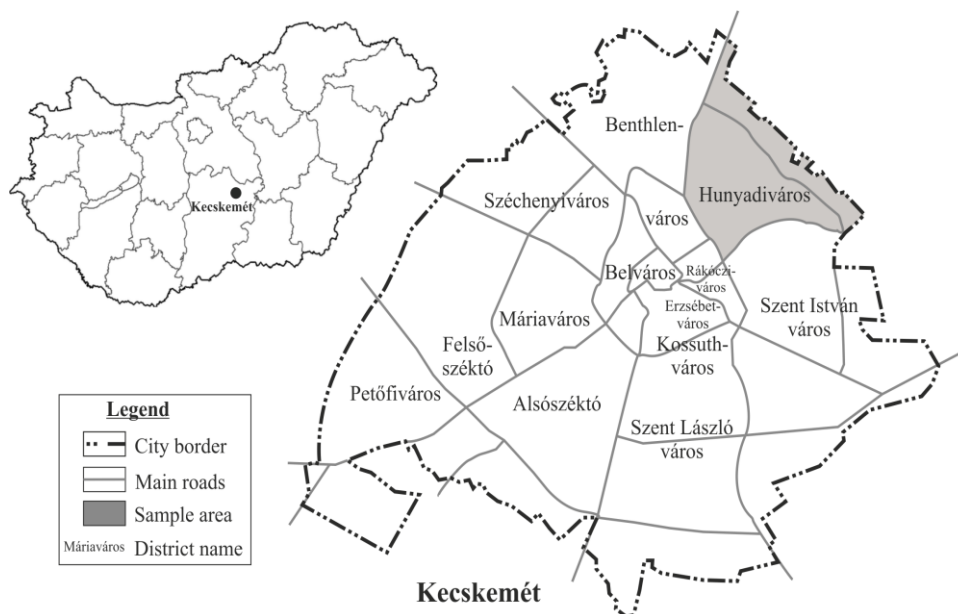 Kecskemét
Benthlen-
város
Hunyadiváros
Széchenyiváros
Belváros
Rákóczi-
város
Erzsébet-
város
Szent István
város
Máriaváros
Kossuth-
város
Felső-
széktó
Petőfiváros
Alsószéktó
Szent László
város
Legend
City border
Main roads
Sample area
Máriaváros District name
Kecskemét